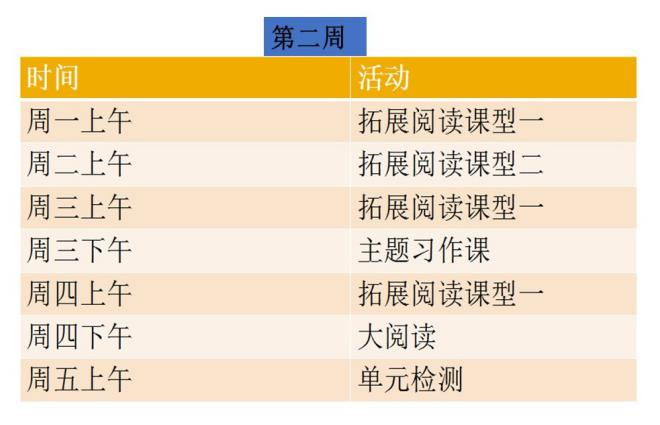 第二周
时间 活动
周一上午 拓展阅读课型一
周二上午 拓展阅读课型二
周三上午 拓展阅读课型一
周三下午 主题习作课
周四上午 拓展阅读课型一
周四下午 大阅读
周五上午 单元检测